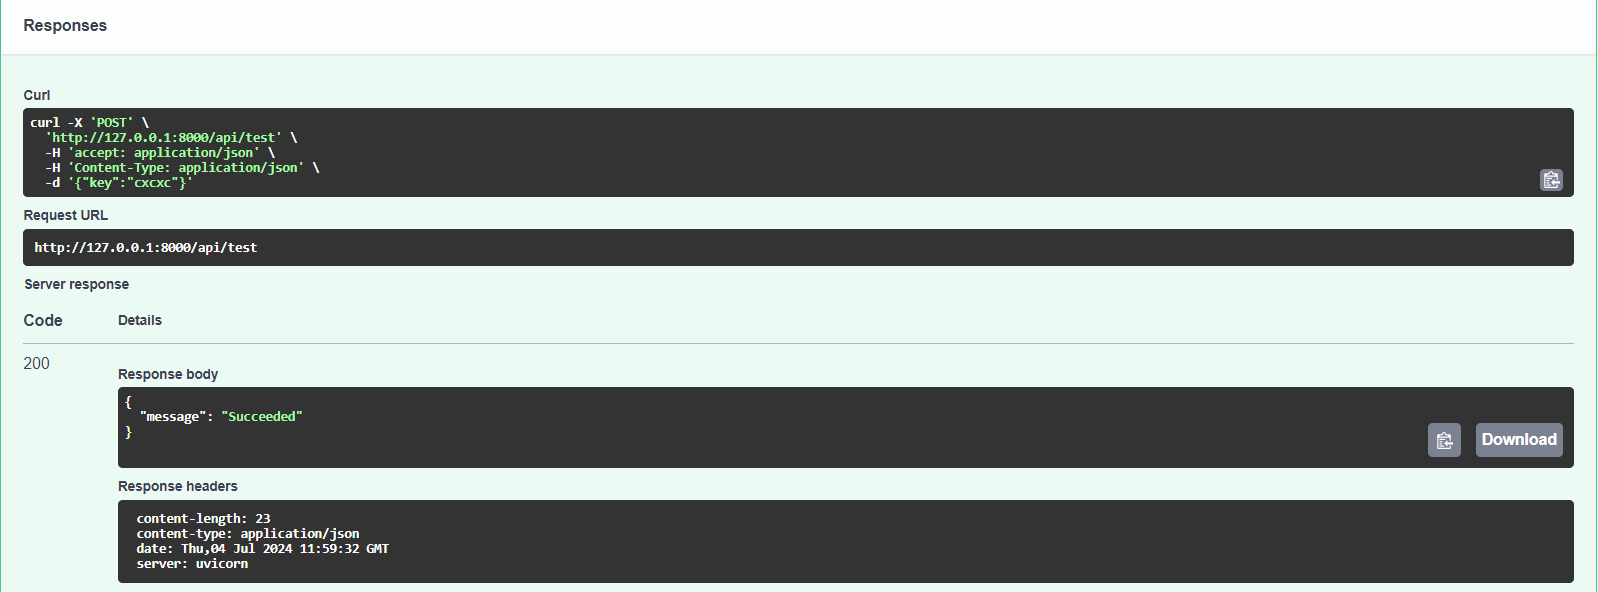 Responses
Curl
curl -X 'POST' \
'http://127.0.0.1:8000/api/test' \
-H 'accept: application/json' \
-H 'Content-Type: application/json' \
-d '{"key":"cxcxc"}'
Request URL
http://127.0.0.1:8000/api/test
Server response
Code Details
200
Response body
{
"message": "Succeeded"
}
Download
Response headers
content-length: 23
content-type: application/json
date: Thu,04 Jul 2024 11:59:32 GMT
server: uvicorn